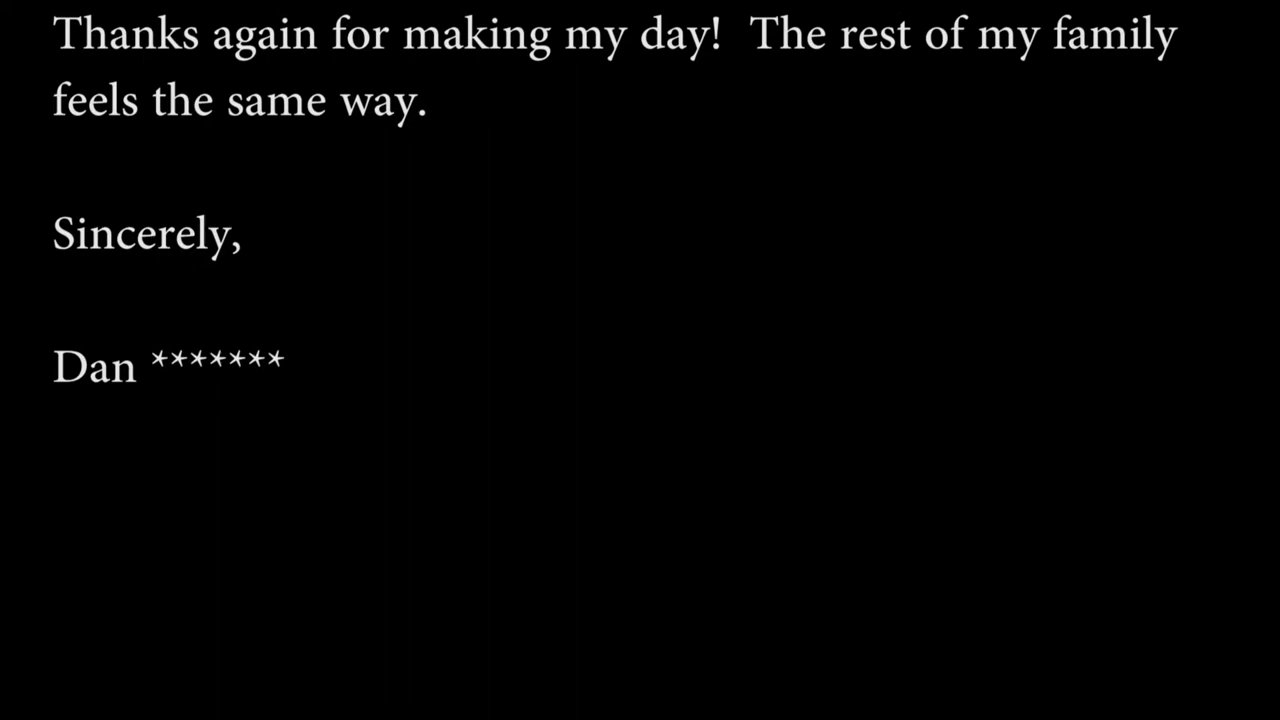 Thanks again for making my day!  The rest of my family
feels the same way.
Sincerely,
Dan *******